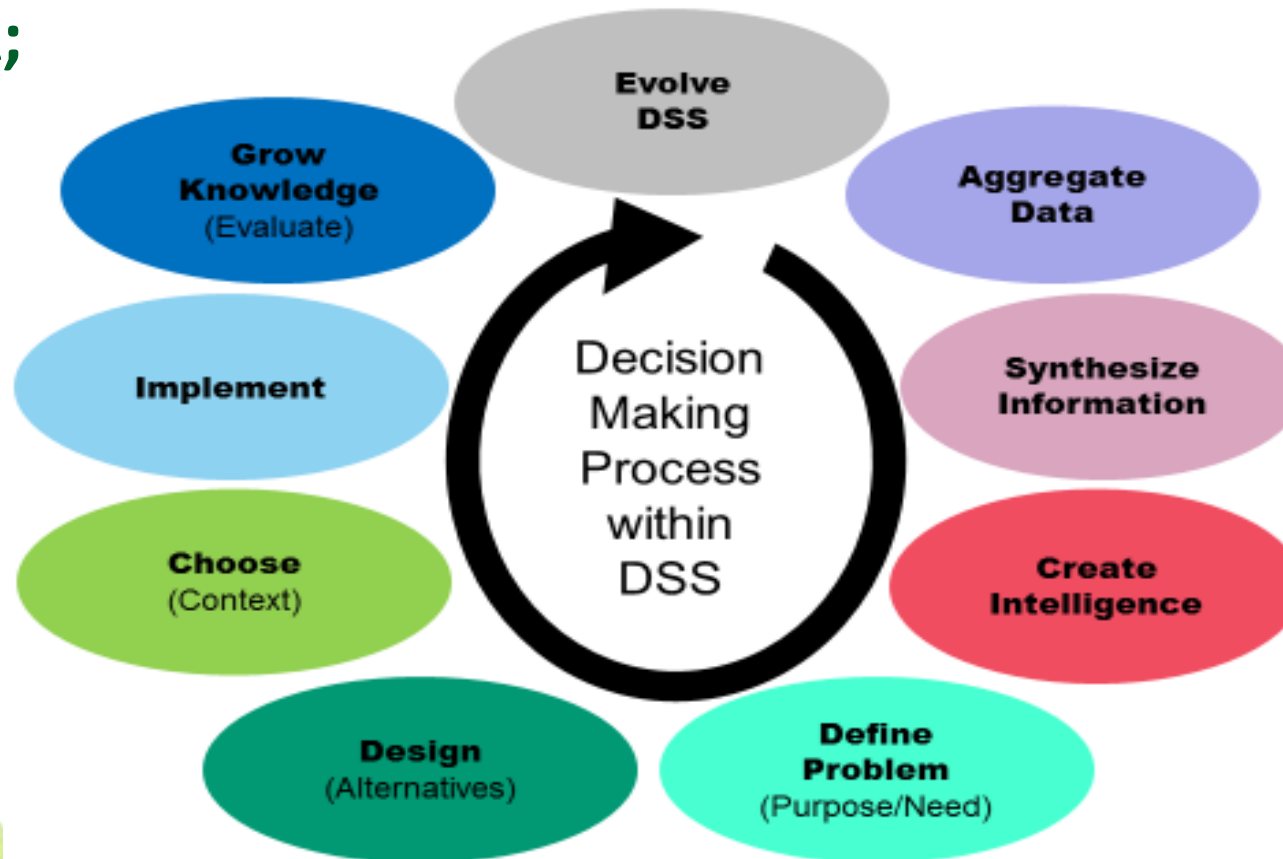 ;
Evolve
DSS
Grow
Knowledge
(Evaluate)
Aggregate
Data
Implement
Decision
Making
Process
within
DSS
Synthesize
Information
Choose
(Context)
Create
Intelligence
Design
(Alternatives)
Define
Problem
(Purpose/Need)